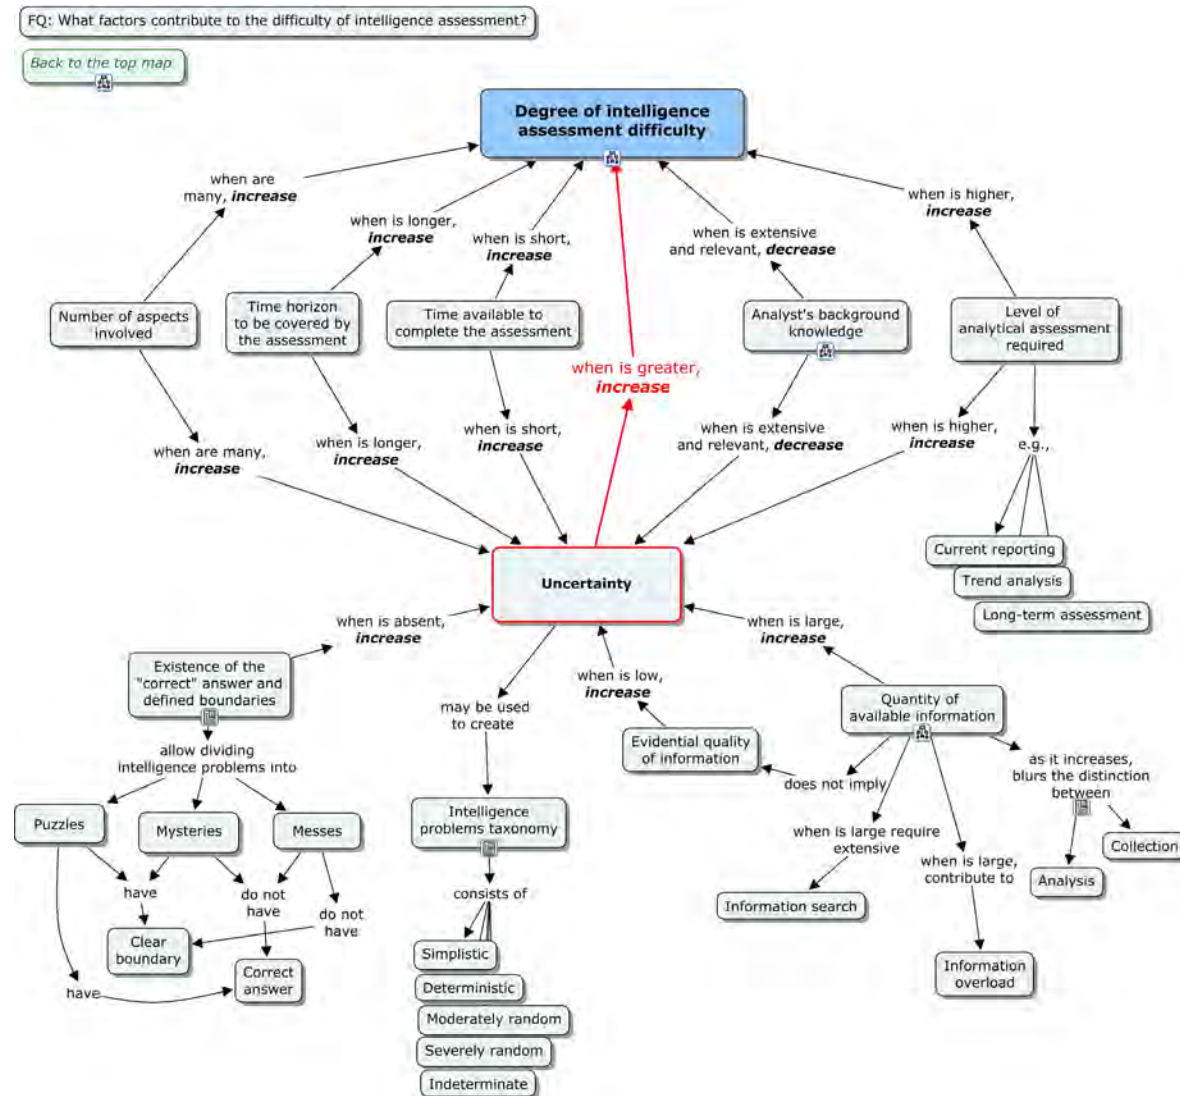 FQ: What factors contribute to the difficulty of intelligence assessment?
Back to the top map
Degree of intelligence
assessment difficulty
when are
many, increase
when is longer,
increase
when is short,
increase
when is extensive
and relevant, decrease
when is higher,
increase
Number of aspects
involved
Time horizon
to be covered by
the assessment
Time available to
complete the assessment
Analyst's background
knowledge
Level of
analytical assessment
required
when is greater,
increase
when are many,
increase
when is longer,
increase
when is short,
increase
when is extensive
and relevant, decrease
when is higher,
increase
e.g.,
Current reporting
Trend analysis
Long-term assessment
Uncertainty
when is absent,
increase
when is low,
increase
when is large,
increase
Existence of the
"correct" answer and
defined boundaries
may be used
to create
Evidential quality
of information
Quantity of
available information
allow dividing
intelligence problems into
does not imply
as it increases,
blurs the distinction
between
Puzzles
Mysteries
Messes
Intelligence
problems taxonomy
when is large require
extensive
when is large,
contribute to
Collection
Analysis
have
do not
have
do not
have
consists of
Information search
Clear
boundary
Correct
answer
have
Simplistic
Deterministic
Moderately random
Severely random
Indeterminate
Information
overload